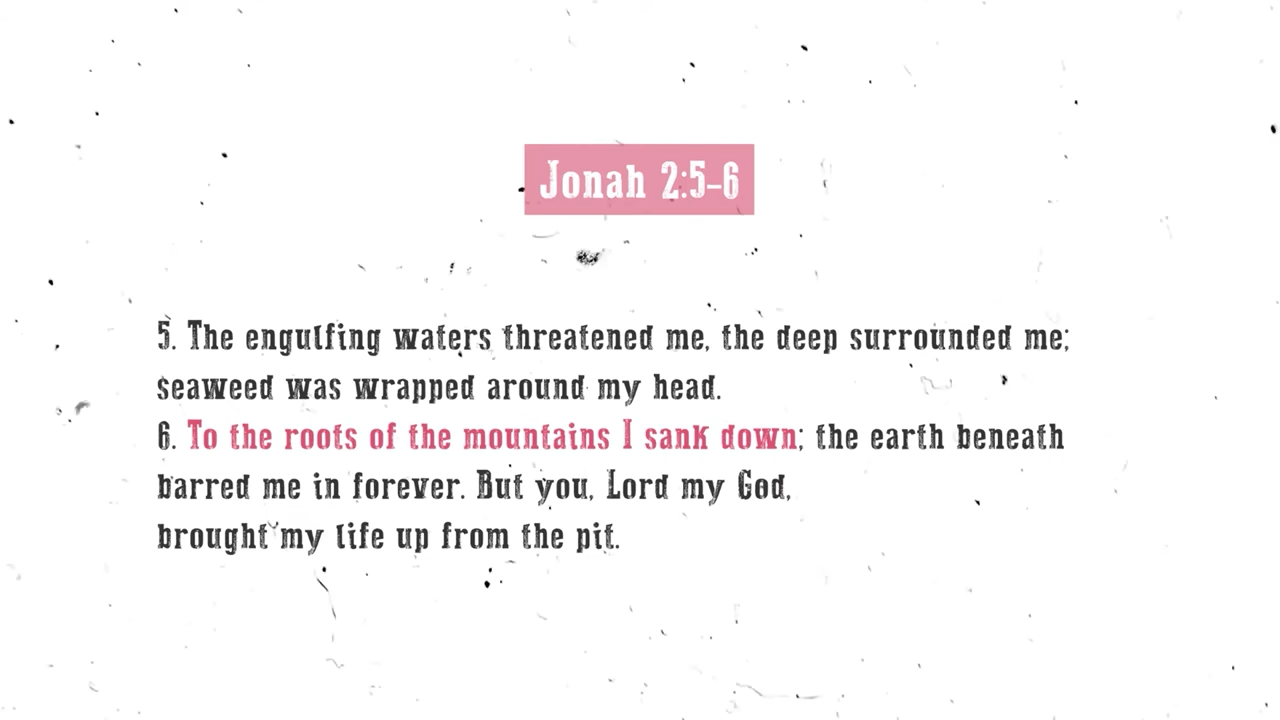 Jonah 2:5-6
5. The engulfing waters threatened me, the deep surrounded me;
seaweed was wrapped around my head.
6. To the roots of the mountains I sank down; the earth beneath
barred me in forever. But you, Lord my God,
brought my life up from the pit.